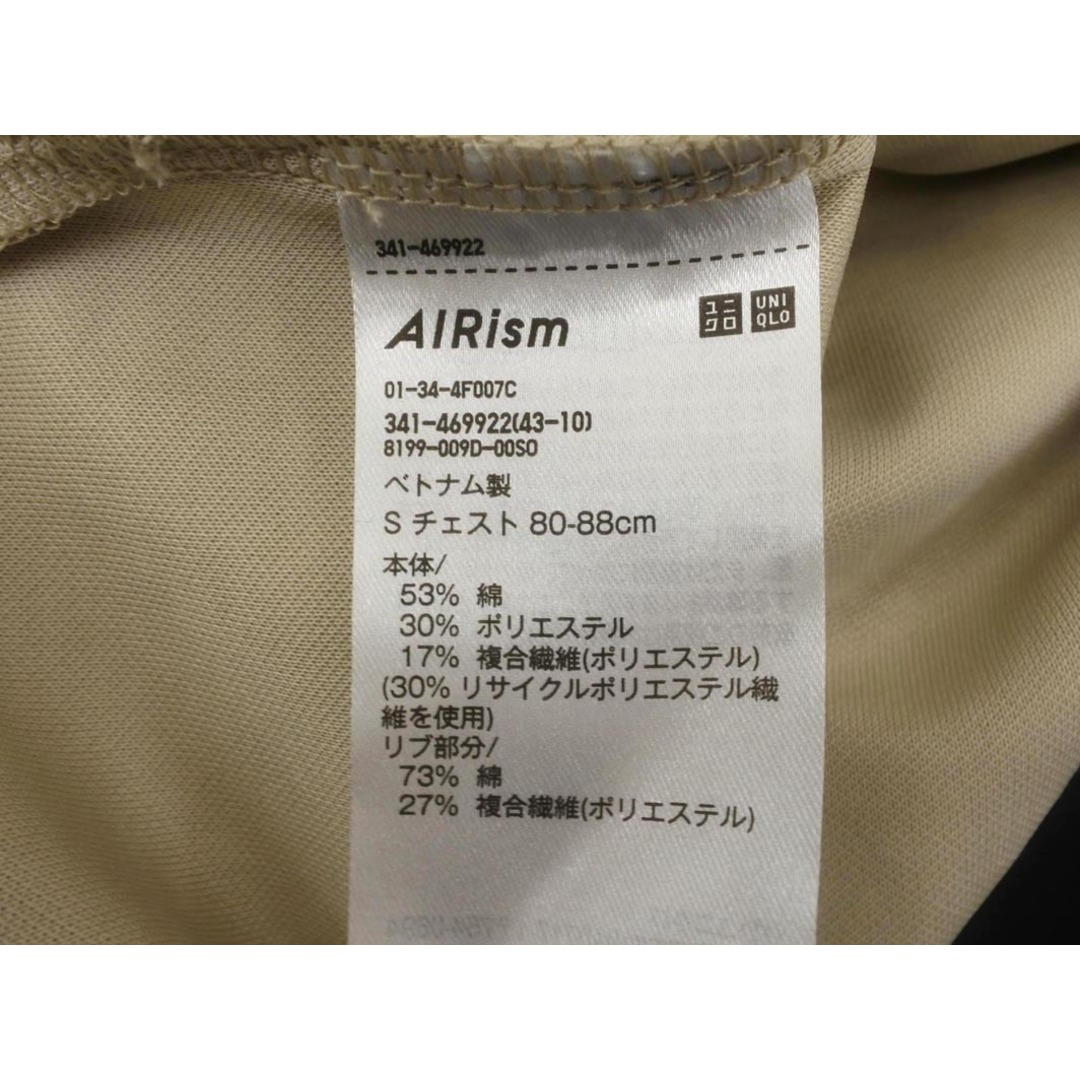 341-469922
AIRism
ユニクロ
UNIQLO
01-34-4F007C
341-469922(43-10)
8199-009D-00S0
ベトナム製
S チェスト 80-88cm
本体/
53% 綿
30% ポリエステル
17% 複合繊維(ポリエステル)
(30% リサイクルポリエステル繊
維を使用)
リブ部分/
73% 綿
27% 複合繊維(ポリエステル)